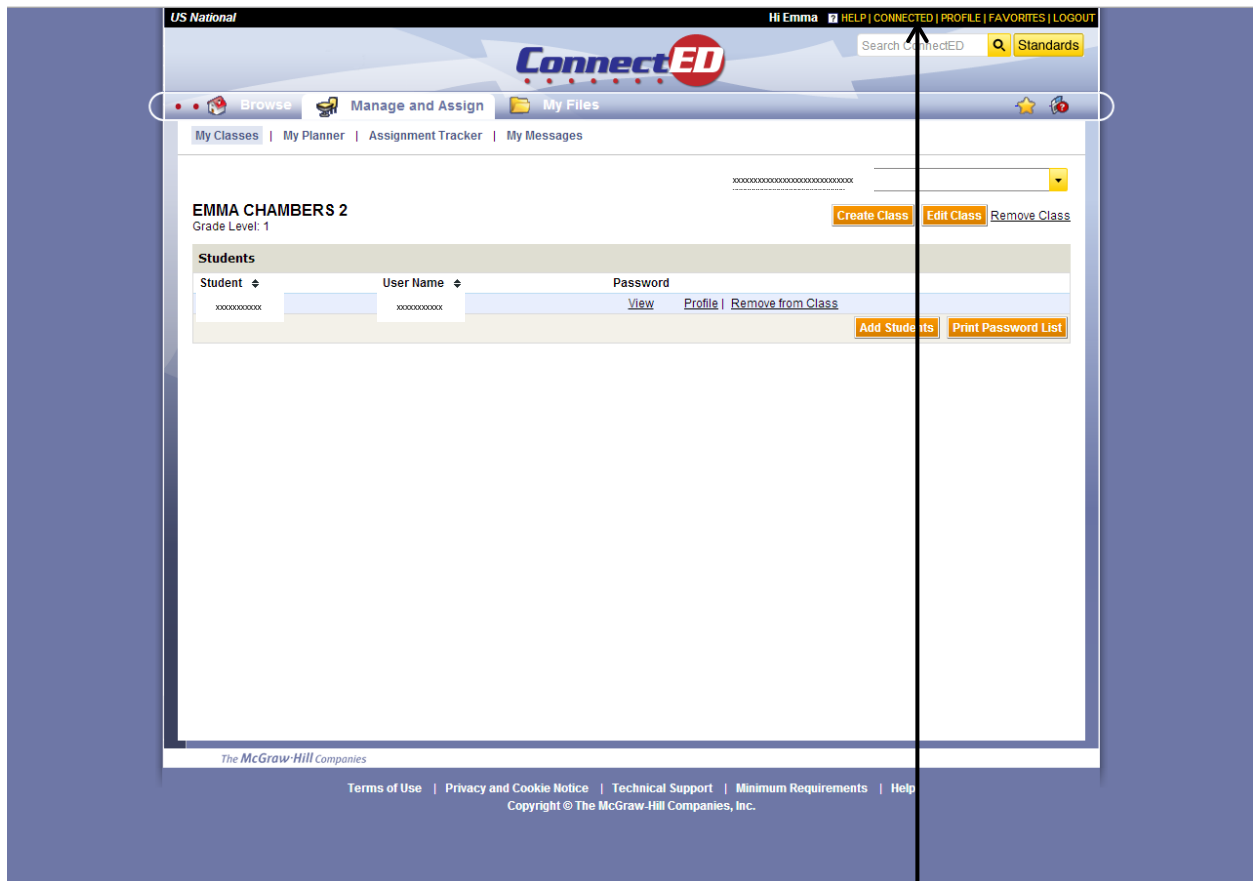 US National
Hi Emma ? HELP | CONNECTED | PROFILE | FAVORITES | LOGOUT
ConnectED
Search ConnectED
Standards
Browse
Manage and Assign
My Files
My Classes | My Planner | Assignment Tracker | My Messages
EMMA CHAMBERS 2
Grade Level: 1
Create Class
Edit Class
Remove Class
Students
Student
User Name
Password
xxxxxxxxxx
xxxxxxxxxx
View
Profile | Remove from Class
Add Students
Print Password List
The McGraw·Hill Companies
Terms of Use | Privacy and Cookie Notice | Technical Support | Minimum Requirements | Help
Copyright © The McGraw-Hill Companies, Inc.